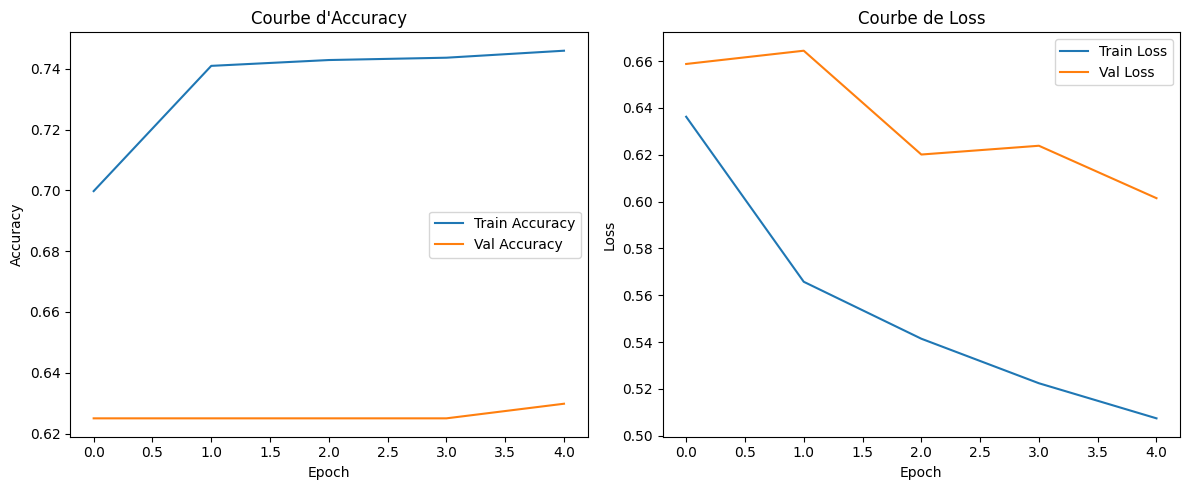 Courbe d'Accuracy
Accuracy
0.74
0.72
0.70
0.68
0.66
0.64
0.62
Train Accuracy
Val Accuracy
0.0 0.5 1.0 1.5 2.0 2.5 3.0 3.5 4.0
Epoch
Courbe de Loss
Loss
0.66
0.64
0.62
0.60
0.58
0.56
0.54
0.52
0.50
Train Loss
Val Loss
0.0 0.5 1.0 1.5 2.0 2.5 3.0 3.5 4.0
Epoch